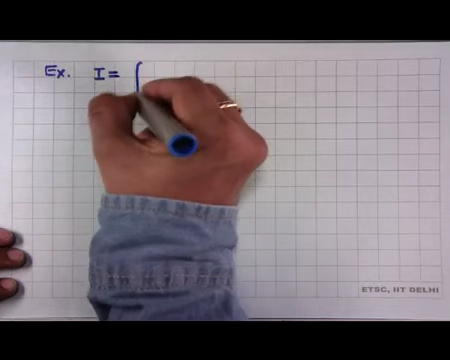 Ex. I = ∫
ETSC, IIT DELHI